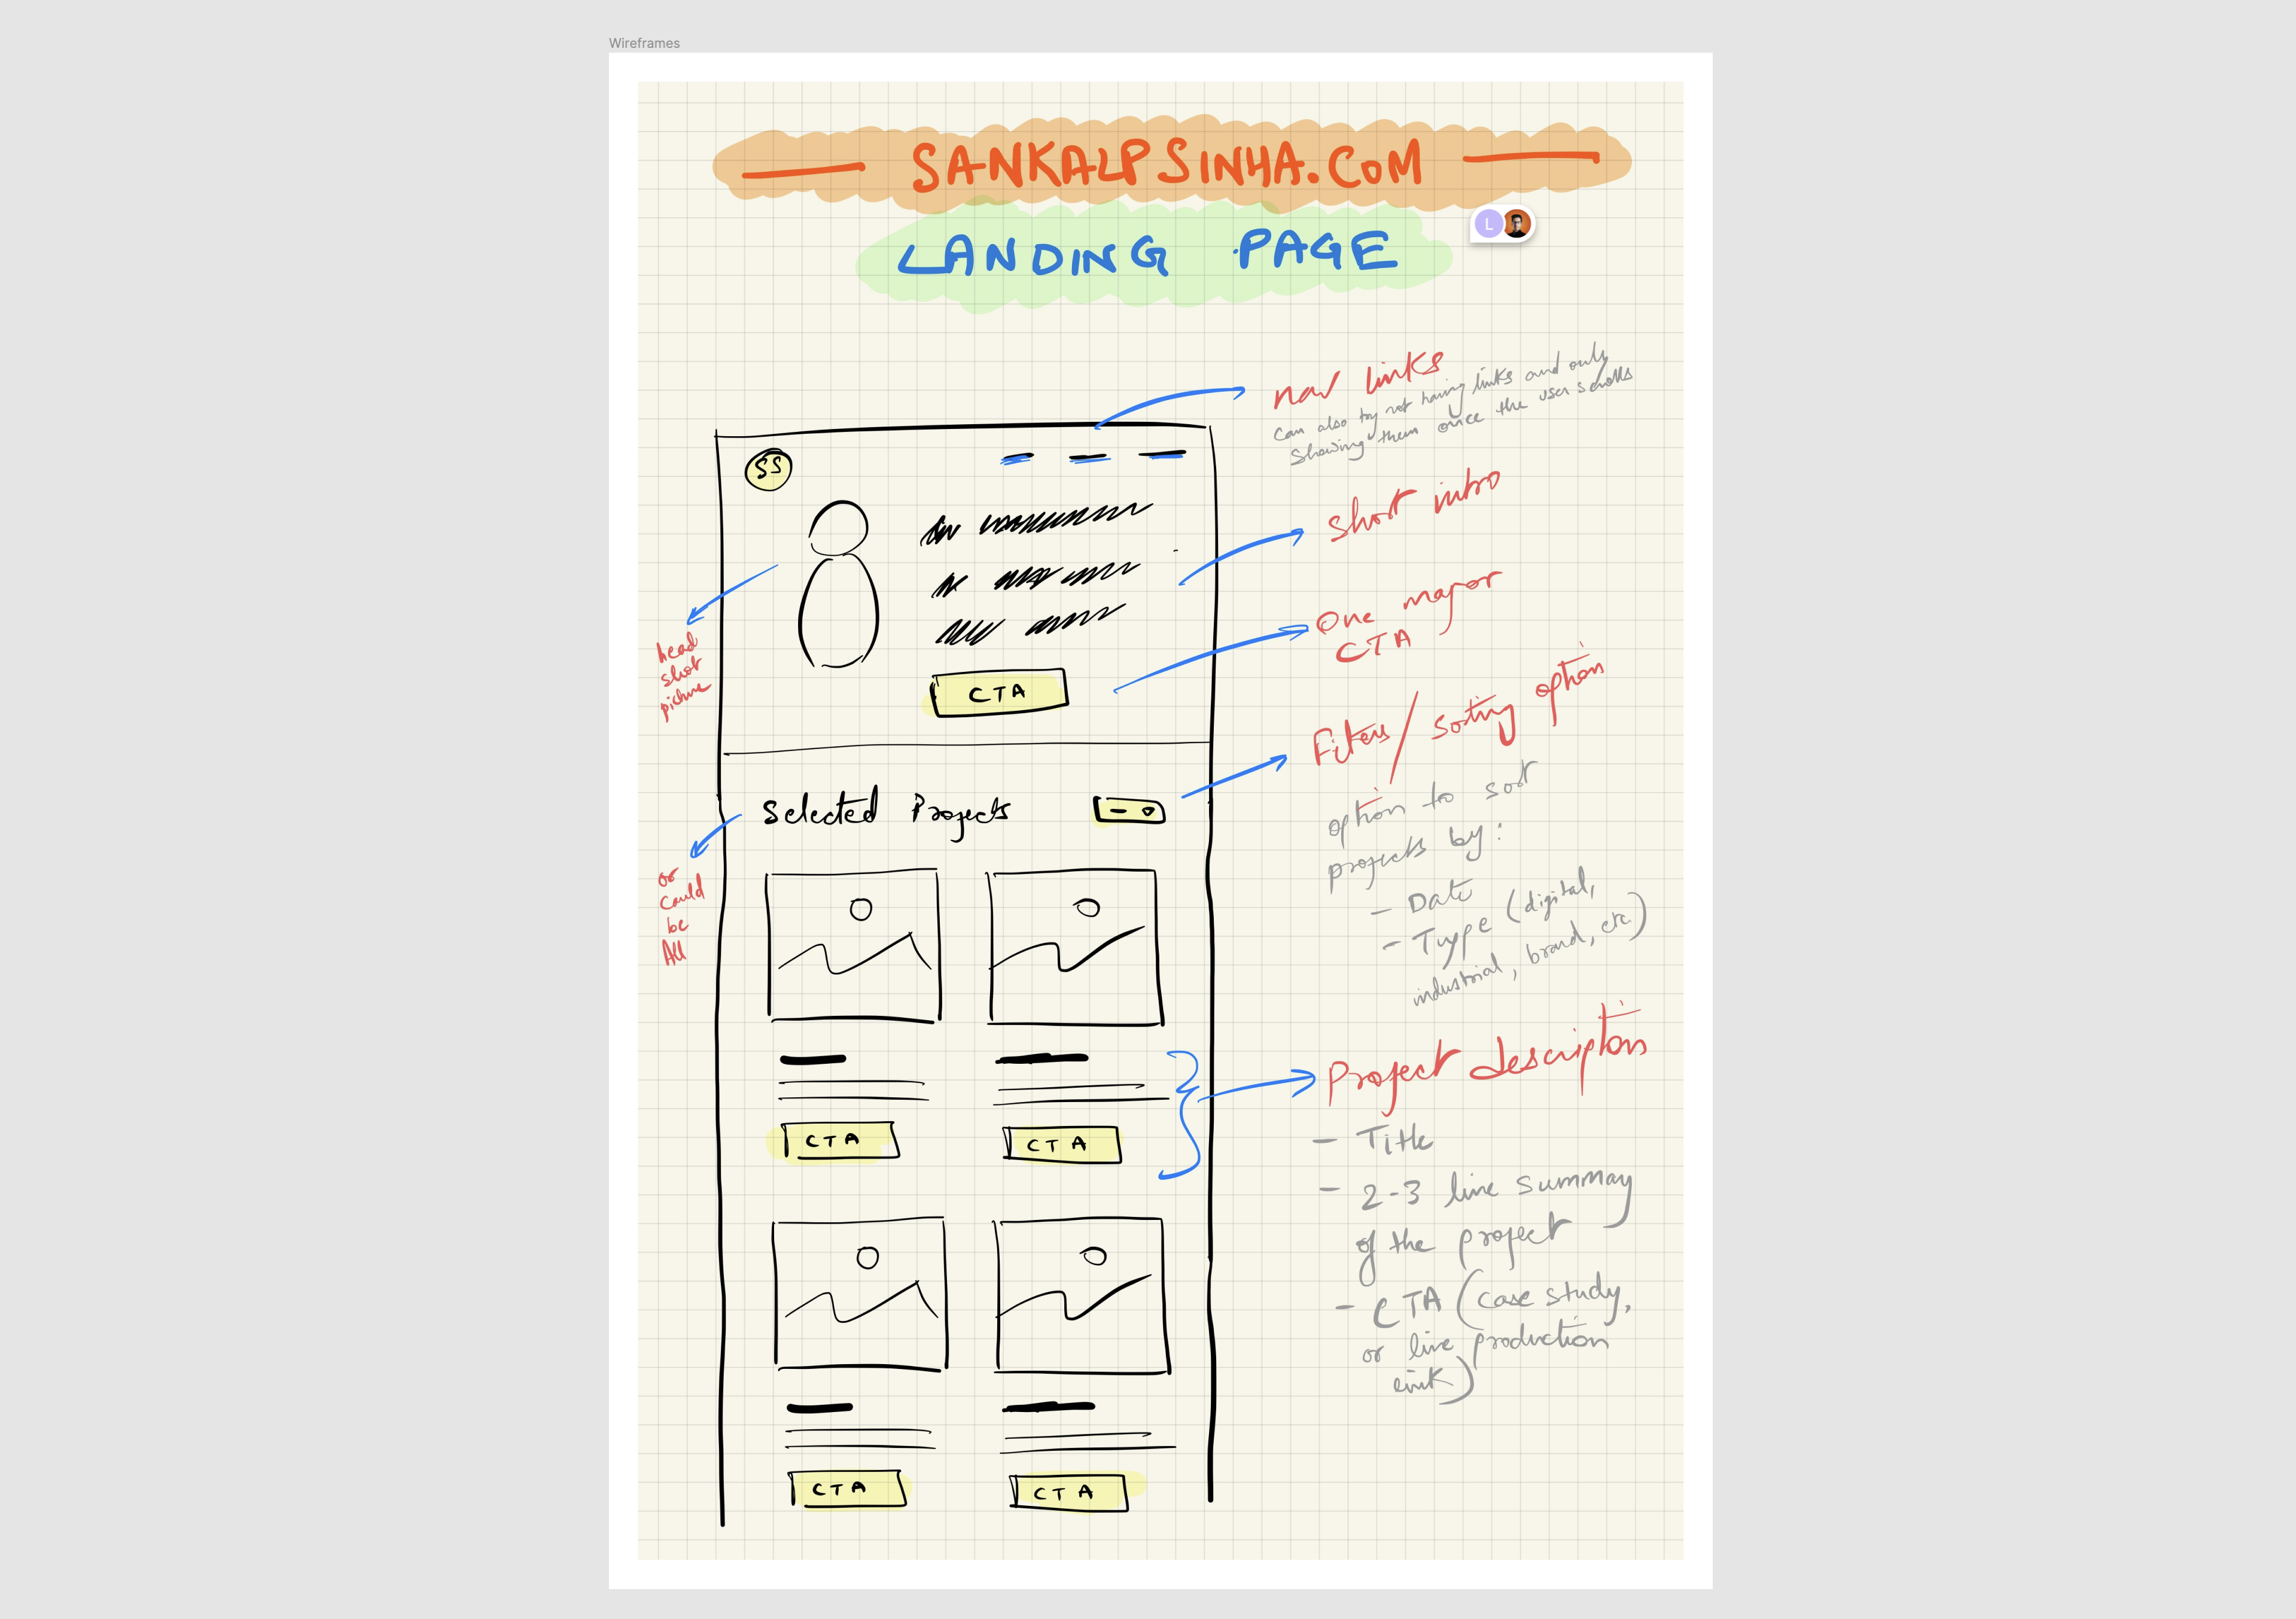 Wireframes
SANKALPSINHA.COM
LANDING PAGE
L
nav links
Can also try not having links and only
showing them once the user scrolls
SS
short intro
head
shot
picture
One major
CTA
CTA
Filters / sorting option
option to sort
projects by:
- Date
- Type (digital,
industrial, brand, etc)
Selected Projects
or
Could
be
All
Project description
- Title
- 2-3 line summary
of the project
- CTA (case study,
or live production
link)
CTA
CTA
CTA
CTA